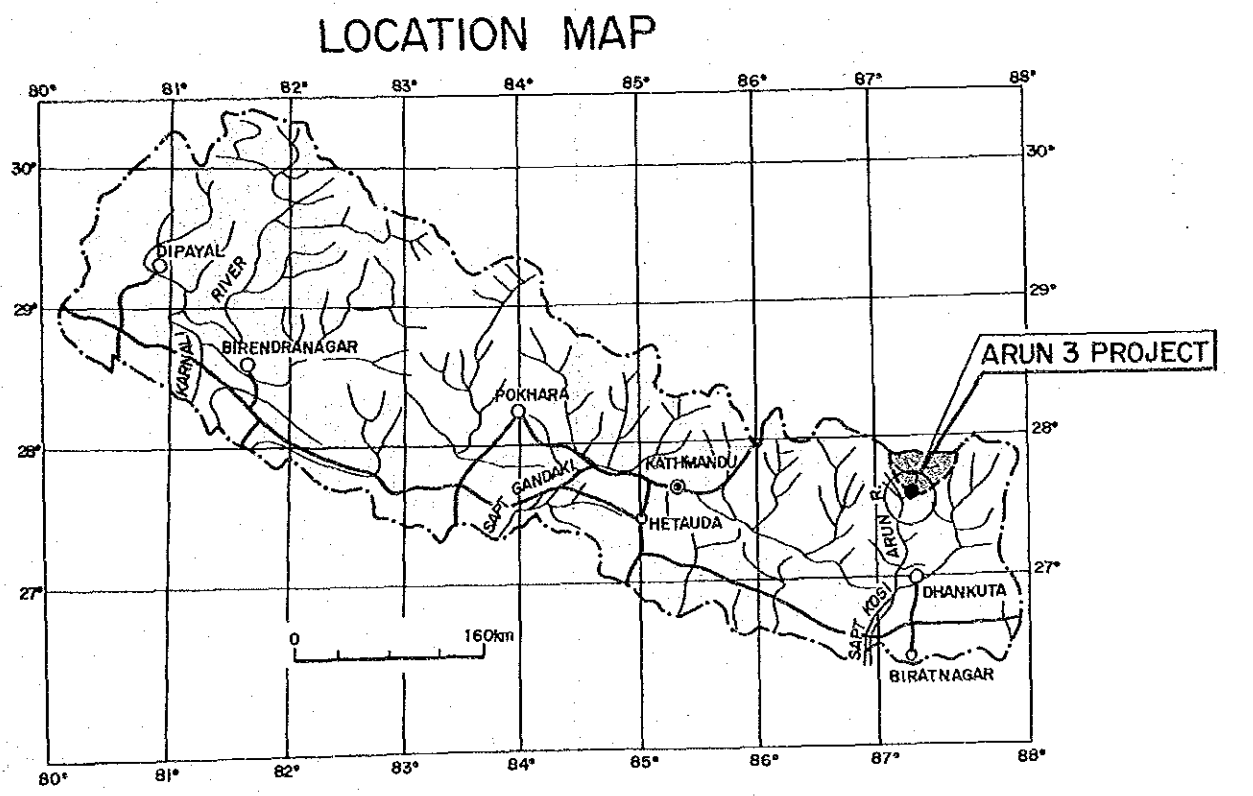 LOCATION MAP
80° 81° 82° 83° 84° 85° 86° 87° 88°
30° 30°
DIPAYAL
RIVER
29° 29°
KARNALI
BIRENDRANAGAR
ARUN 3 PROJECT
POKHARA
28° 28°
KATHMANDU
SAPT GANDAKI
ARUN R.
HETAUDA
27° 27°
DHANKUTA
SAPT KOSI
0 160km
BIRATNAGAR
80° 81° 82° 83° 84° 85° 86° 87° 88°